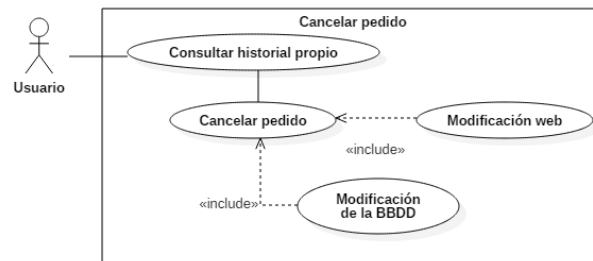 Cancelar pedido
Consultar historial propio
Usuario
Cancelar pedido
Modificación web
«include»
«include»
Modificación
de la BBDD